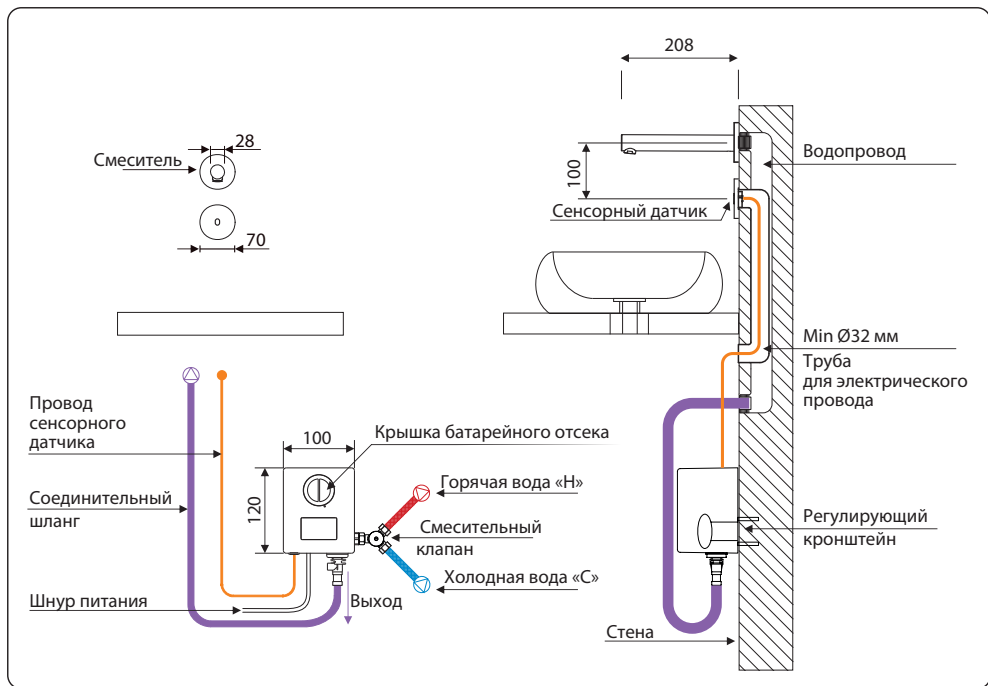 208
28
Смеситель
Водопровод
100
Сенсорный датчик
70
Min Ø32 мм
Труба
для электрического
провода
Провод
сенсорного
датчика
100
Крышка батарейного отсека
Горячая вода «Н»
Соединительный
шланг
120
Смесительный
клапан
Регулирующий
кронштейн
Холодная вода «С»
Шнур питания
Выход
Стена